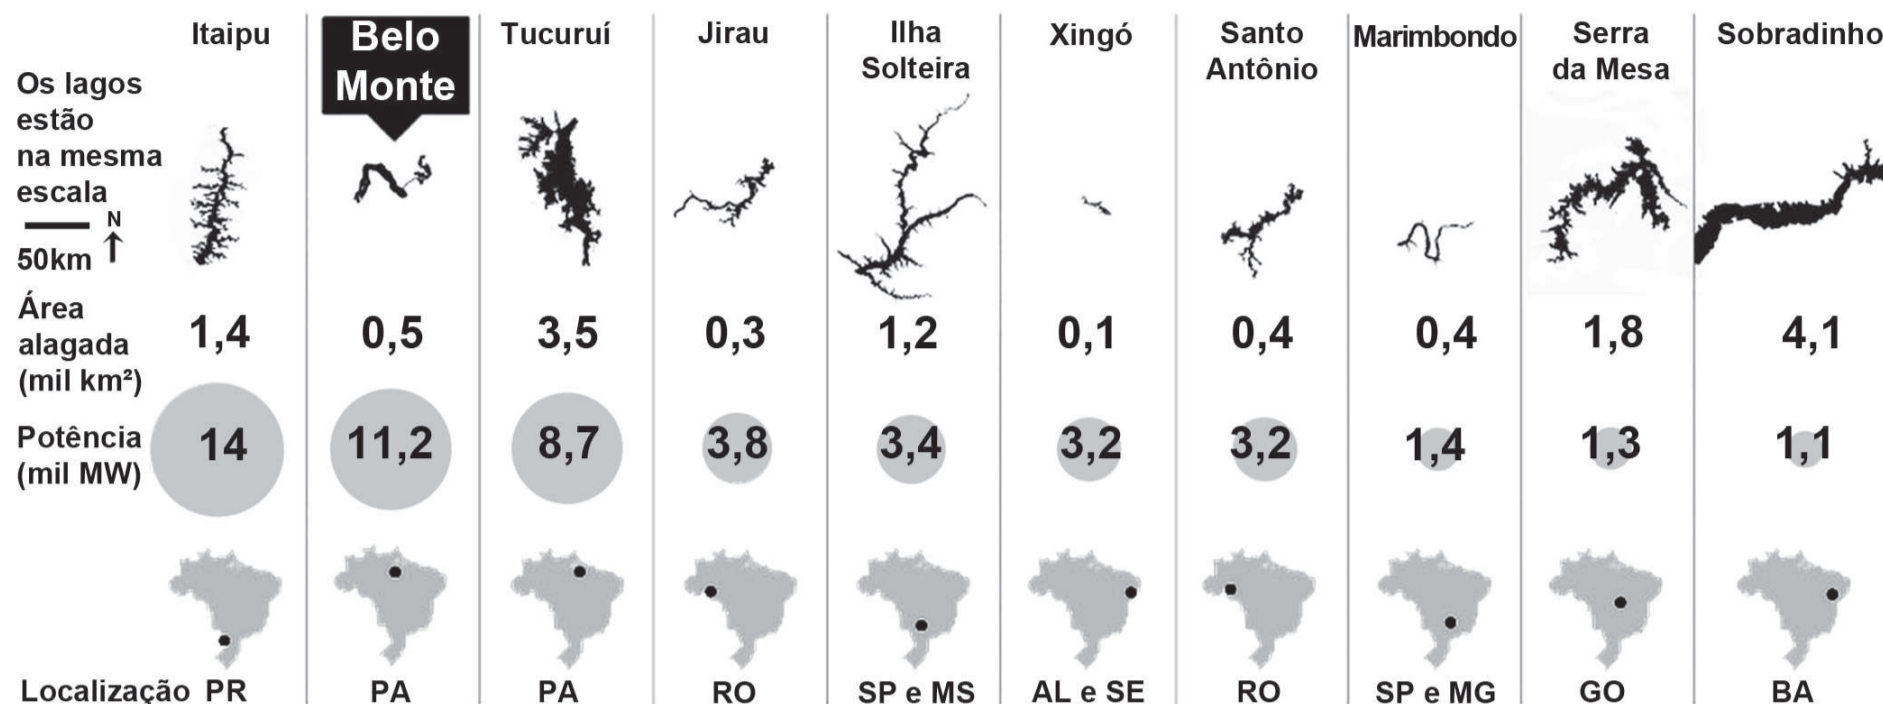 Itaipu
Belo
Monte
Tucuruí
Jirau
Ilha
Solteira
Xingó
Santo
Antônio
Marimbondo
Serra
da Mesa
Sobradinho
Os lagos
estão
na mesma
escala
N
50km
Área
alagada
(mil km²)
1,4
0,5
3,5
0,3
1,2
0,1
0,4
0,4
1,8
4,1
Potência
(mil MW)
14
11,2
8,7
3,8
3,4
3,2
3,2
1,4
1,3
1,1
Localização
PR
PA
PA
RO
SP e MS
AL e SE
RO
SP e MG
GO
BA